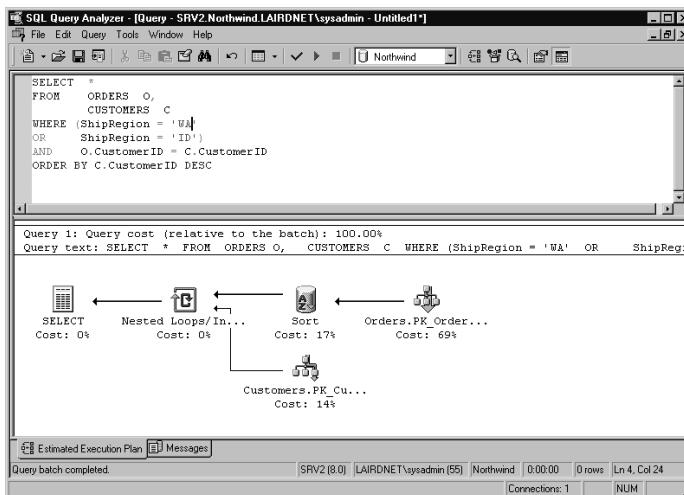 SQL Query Analyzer - [Query - SRV2.Northwind.LAIRDNET\sysadmin - Untitled1*]
File Edit Query Tools Window Help
Northwind
SELECT *
FROM ORDERS O,
CUSTOMERS C
WHERE (ShipRegion = 'WA'
OR ShipRegion = 'ID')
AND O.CustomerID = C.CustomerID
ORDER BY C.CustomerID DESC
Query 1: Query cost (relative to the batch): 100.00%
Query text: SELECT * FROM ORDERS O, CUSTOMERS C WHERE (ShipRegion = 'WA' OR ShipReg
SELECT
Cost: 0%
Nested Loops/In...
Cost: 0%
Sort
Cost: 17%
Orders.PK_Order...
Cost: 69%
Customers.PK_Cu...
Cost: 14%
Estimated Execution Plan Messages
Query batch completed. SRV2 (8.0) LAIRDNET\sysadmin (55) Northwind 0:00:00 0 rows Ln 4, Col 24
Connections: 1 NUM